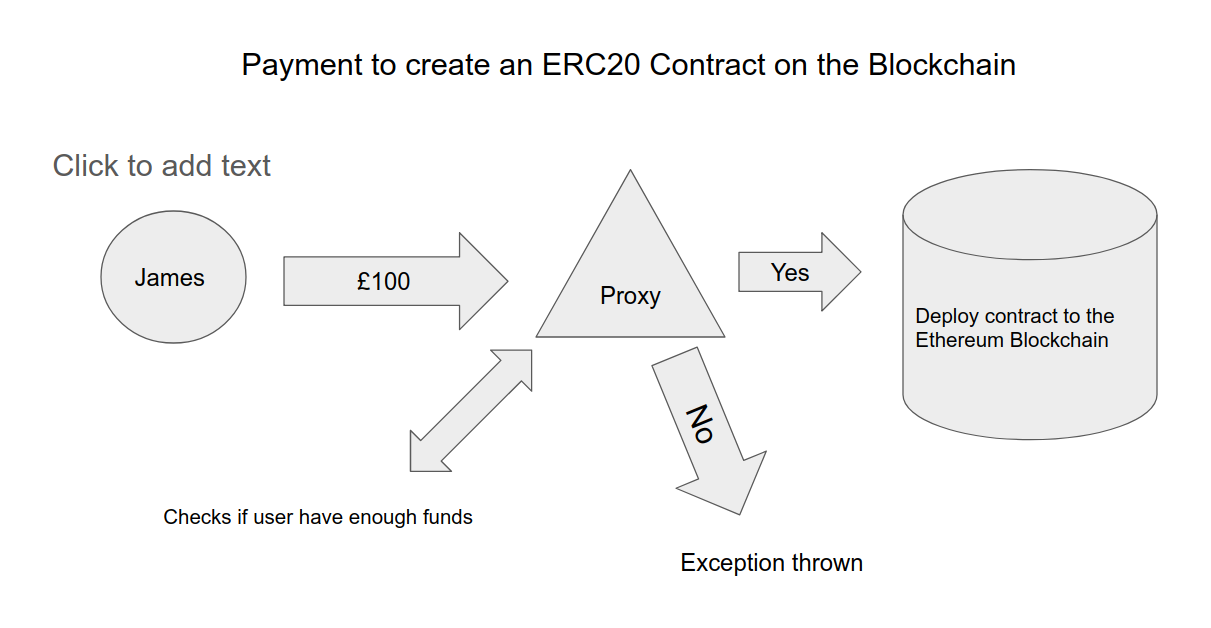 Payment to create an ERC20 Contract on the Blockchain
Click to add text
James
£100
Proxy
Yes
Deploy contract to the
Ethereum Blockchain
No
Checks if user have enough funds
Exception thrown